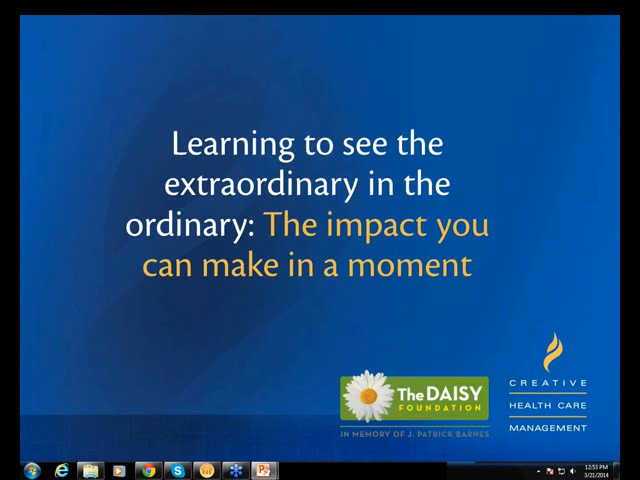 Learning to see the
extraordinary in the
ordinary: The impact you
can make in a moment
The DAISY
FOUNDATION
IN MEMORY OF J. PATRICK BARNES
CREATIVE
HEALTH CARE
MANAGEMENT
12:53 PM
3/21/2014